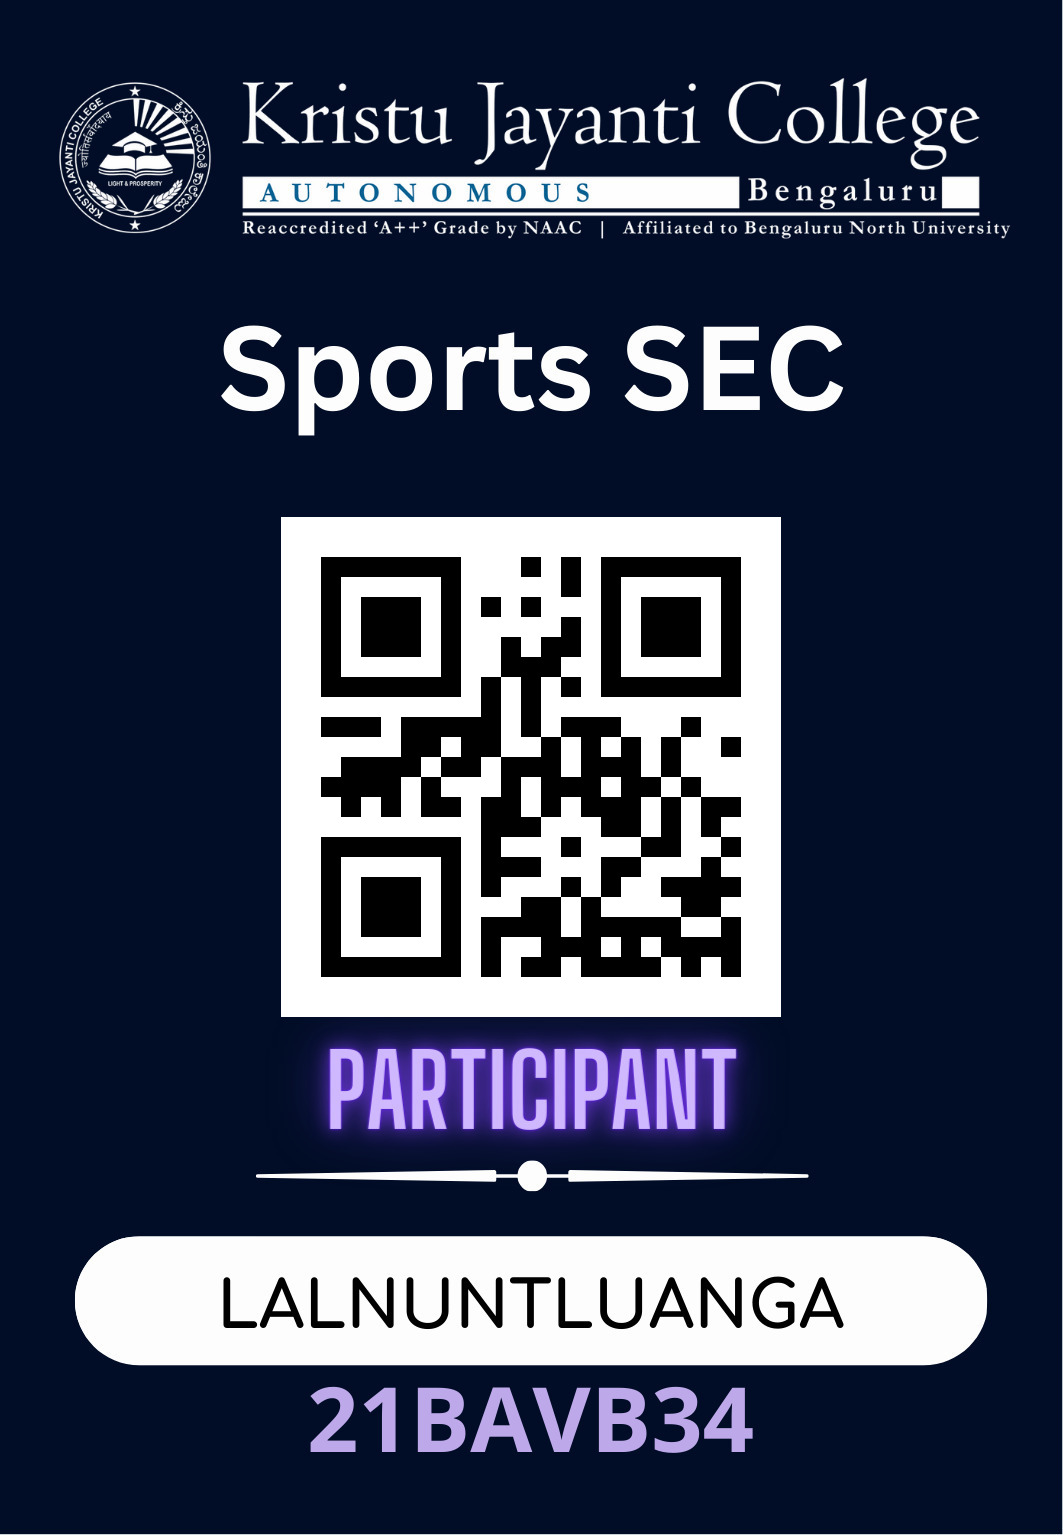 KRISTU JAYANTI COLLEGE
ಕ್ರಿಸ್ತು ಜಯಂತಿ ಕಾಲೇಜು
LIGHT & PROSPERITY
Kristu Jayanti College
AUTONOMOUS Bengaluru
Reaccredited ‘A++’ Grade by NAAC | Affiliated to Bengaluru North University
Sports SEC
PARTICIPANT
LALNUNTLUANGA
21BAVB34